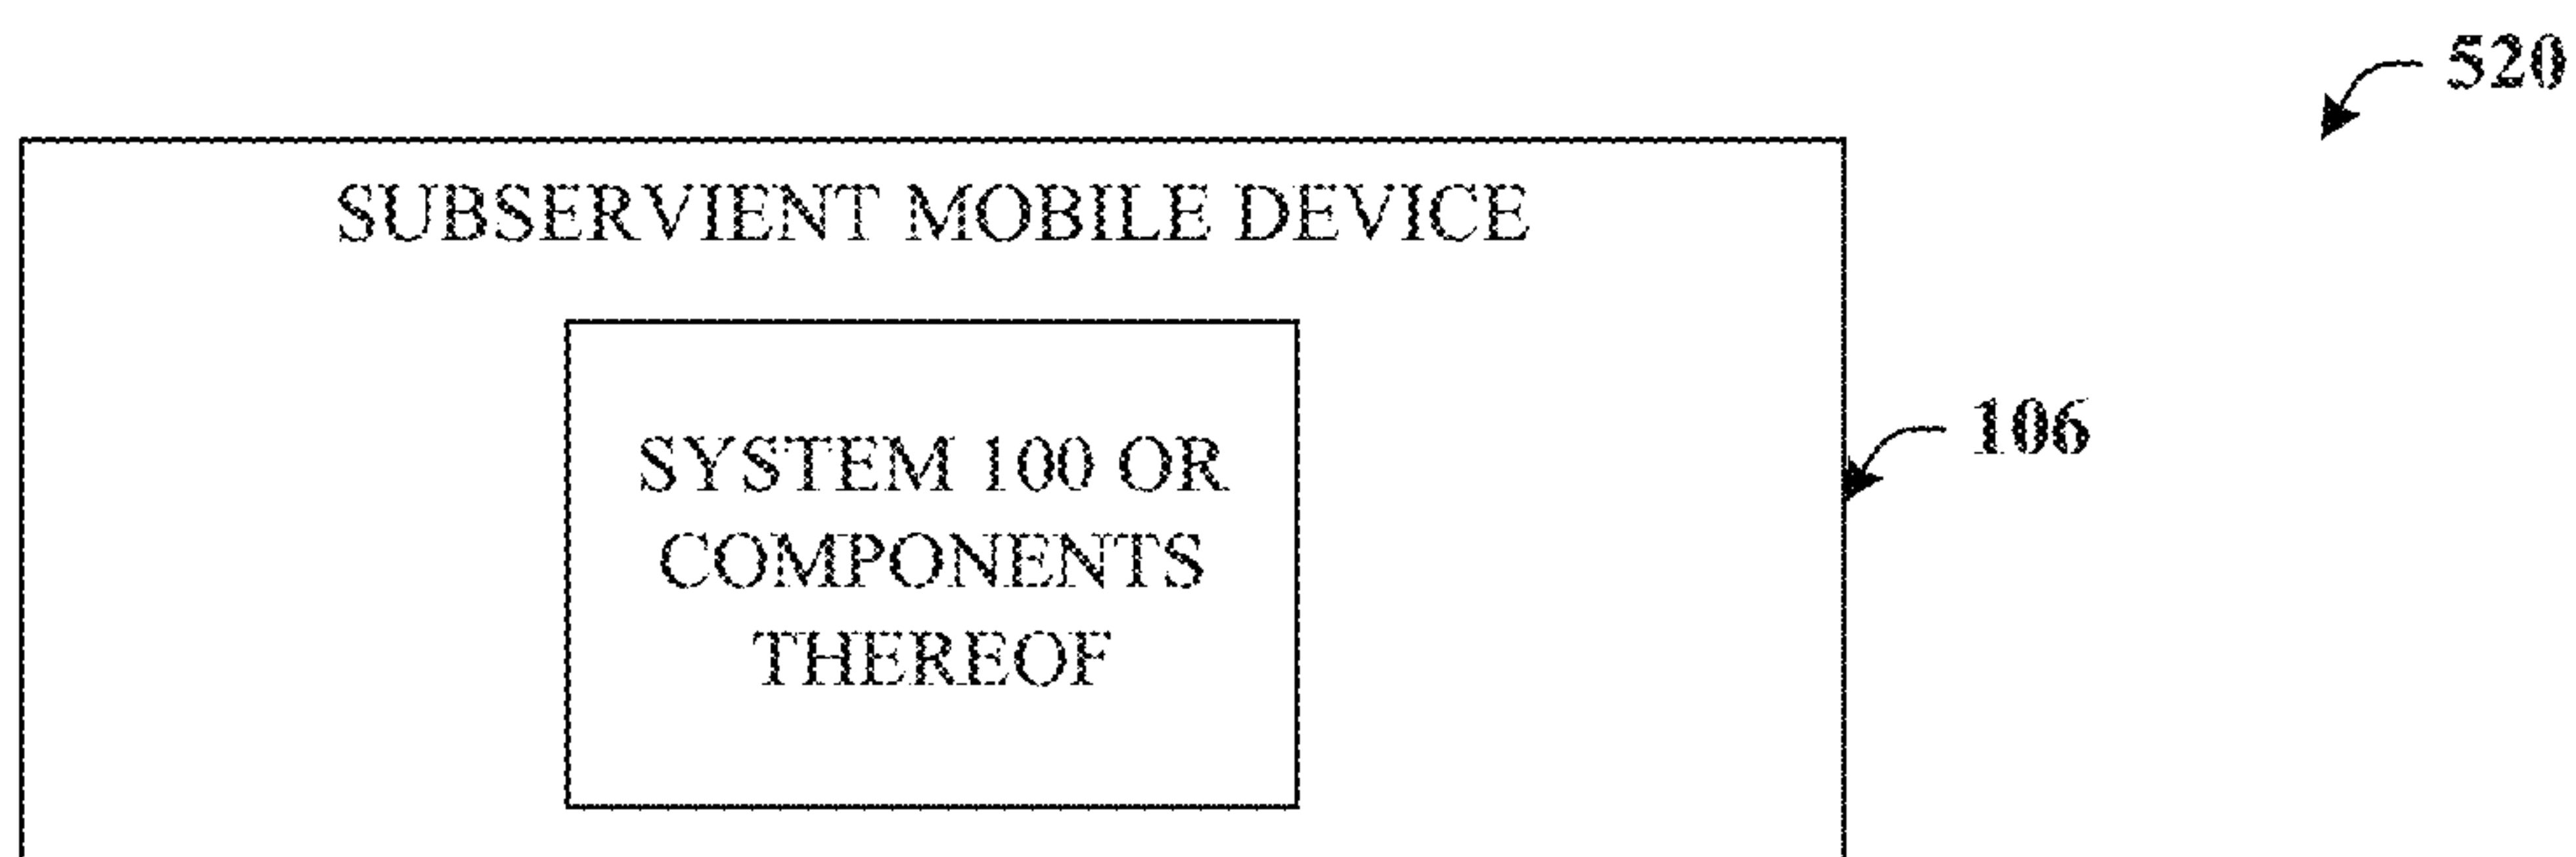 520
SUBSERVIENT MOBILE DEVICE
106
SYSTEM 100 OR
COMPONENTS
THEREOF